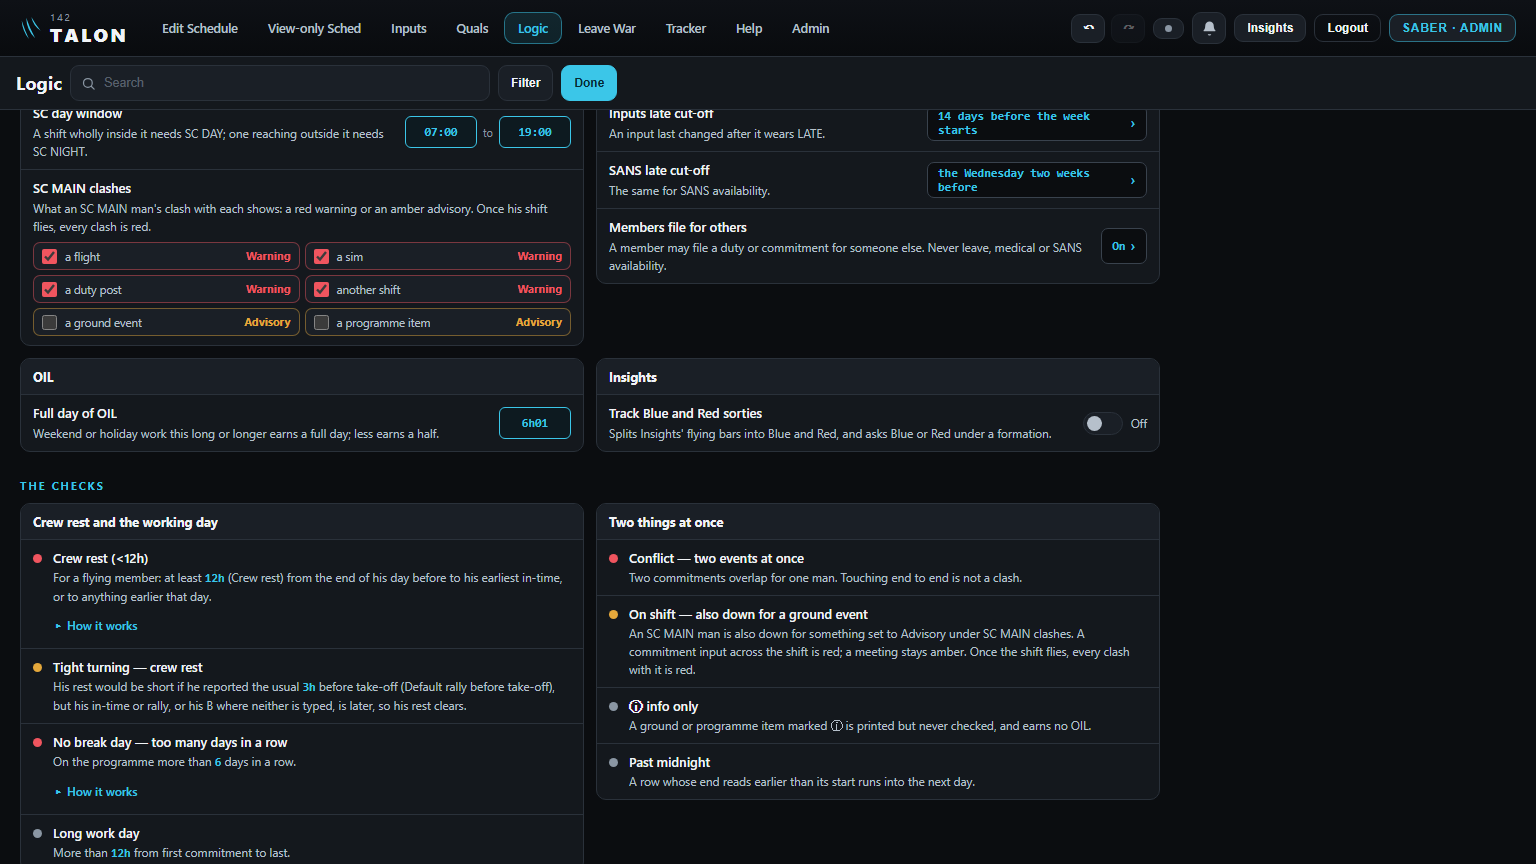 142
TALON
Edit Schedule
View-only Sched
Inputs
Quals
Logic
Leave War
Tracker
Help
Admin
Insights
Logout
SABER · ADMIN
Logic
Search
Filter
Done
SC day window
A shift wholly inside it needs SC DAY; one reaching outside it needs
SC NIGHT.
07:00 to 19:00
SC MAIN clashes
What an SC MAIN man's clash with each shows: a red warning or an amber advisory. Once his shift
flies, every clash is red.
a flight Warning
a sim Warning
a duty post Warning
another shift Warning
a ground event Advisory
a programme item Advisory
Inputs late cut-off
An input last changed after it wears LATE.
14 days before the week
starts ›
SANS late cut-off
The same for SANS availability.
the Wednesday two weeks
before ›
Members file for others
A member may file a duty or commitment for someone else. Never leave, medical or SANS
availability.
On ›
OIL
Full day of OIL
Weekend or holiday work this long or longer earns a full day; less earns a half.
6h01
Insights
Track Blue and Red sorties
Splits Insights' flying bars into Blue and Red, and asks Blue or Red under a formation.
Off
THE CHECKS
Crew rest and the working day
Crew rest (<12h)
For a flying member: at least 12h (Crew rest) from the end of his day before to his earliest in-time,
or to anything earlier that day.
▸ How it works
Tight turning — crew rest
His rest would be short if he reported the usual 3h before take-off (Default rally before take-off),
but his in-time or rally, or his B where neither is typed, is later, so his rest clears.
No break day — too many days in a row
On the programme more than 6 days in a row.
▸ How it works
Long work day
More than 12h from first commitment to last.
Two things at once
Conflict — two events at once
Two commitments overlap for one man. Touching end to end is not a clash.
On shift — also down for a ground event
An SC MAIN man is also down for something set to Advisory under SC MAIN clashes. A
commitment input across the shift is red; a meeting stays amber. Once the shift flies, every clash
with it is red.
ⓘ info only
A ground or programme item marked ⓘ is printed but never checked, and earns no OIL.
Past midnight
A row whose end reads earlier than its start runs into the next day.